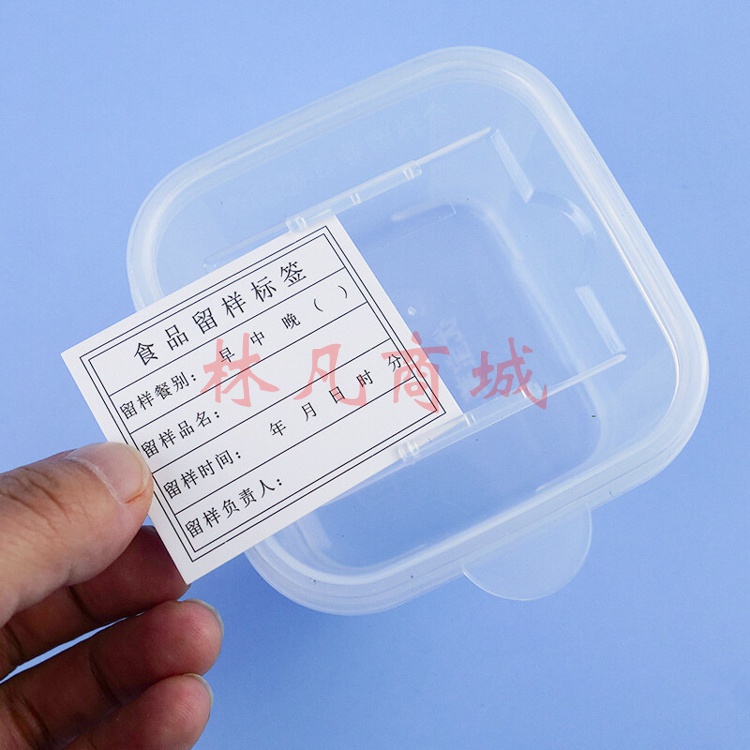 食品留样标签
留样餐别: 早 中 晚 ( )
留样品名:
留样时间: 年 月 日 时 分
留样负责人:
林凡商城